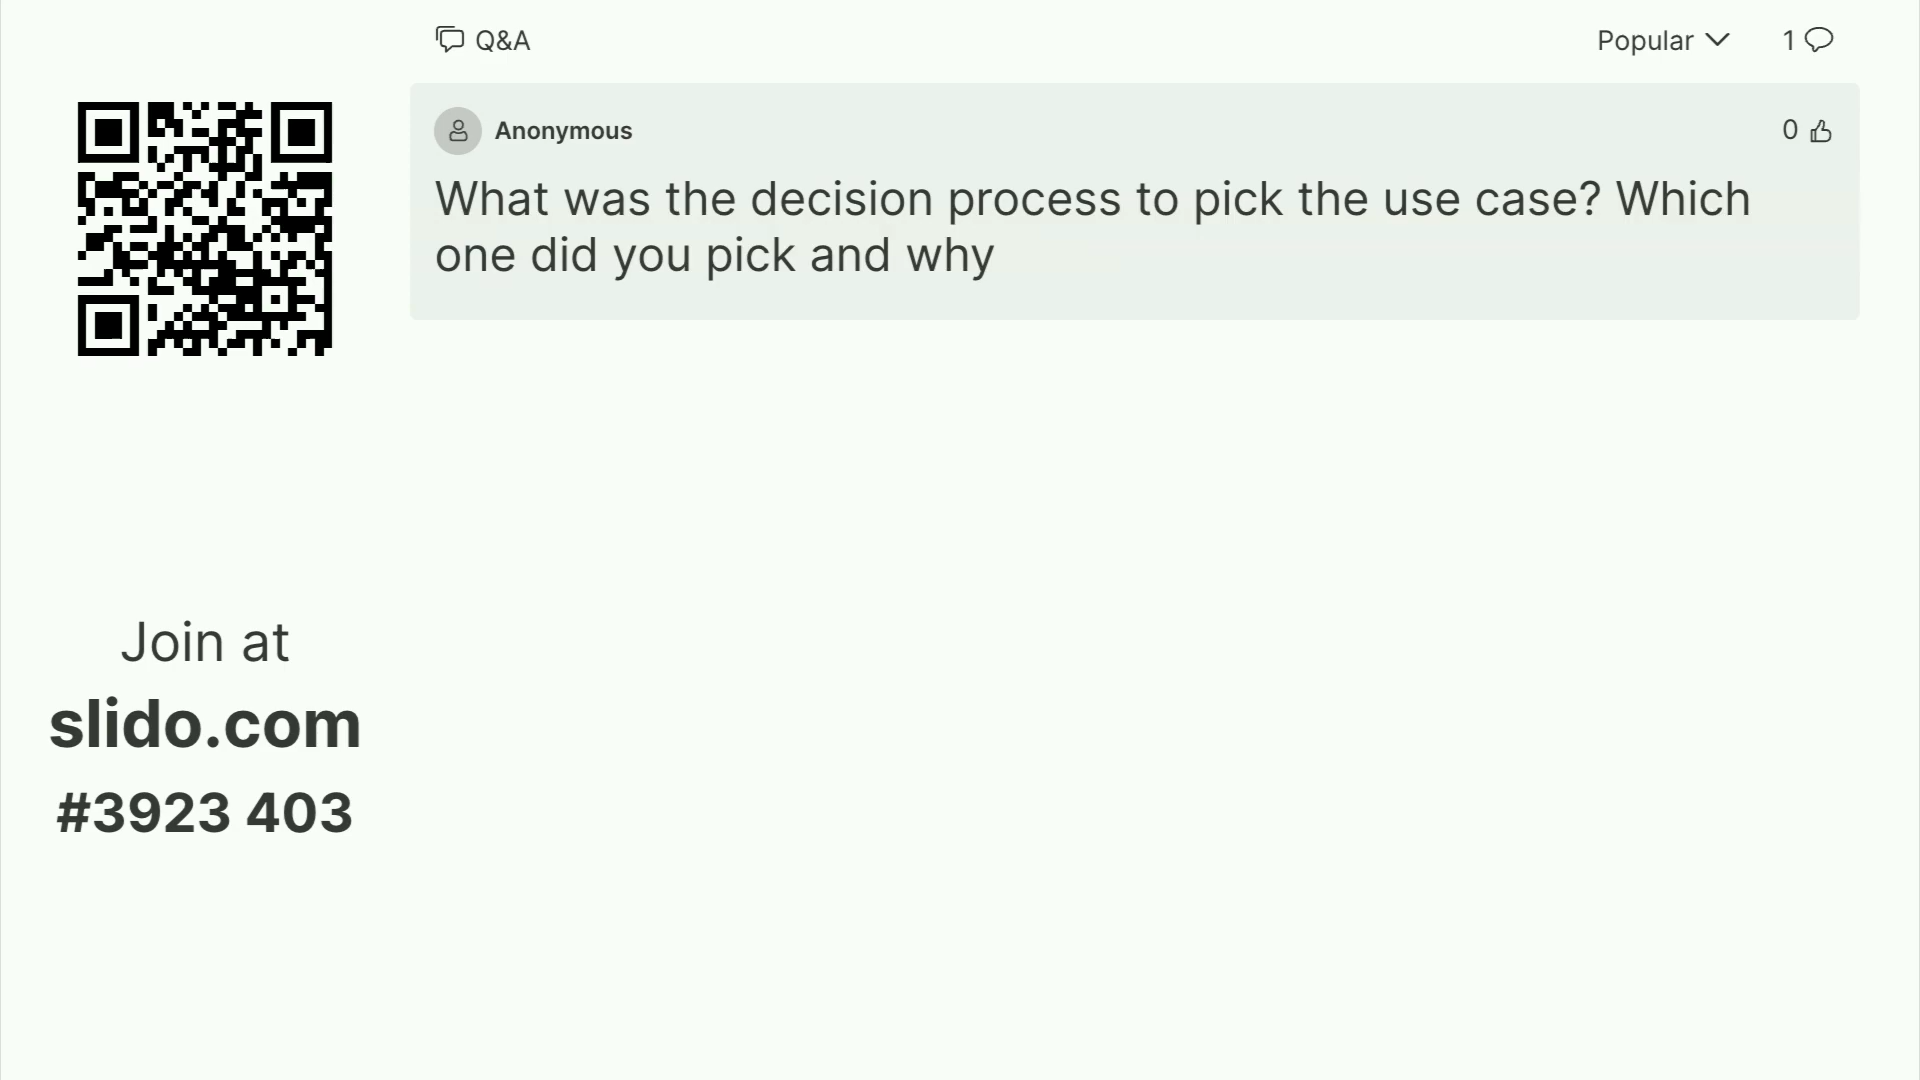 Q&A
Popular
1
Anonymous
0
What was the decision process to pick the use case? Which
one did you pick and why
Join at
slido.com
#3923 403